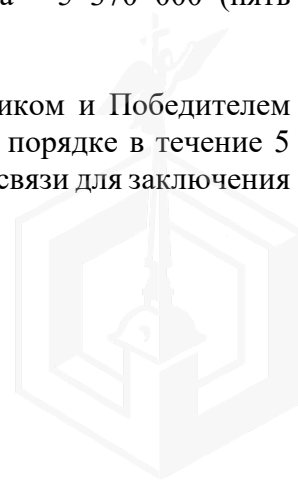 5 370 000 (пять
иком и Победителем
порядке в течение 5
связи для заключения